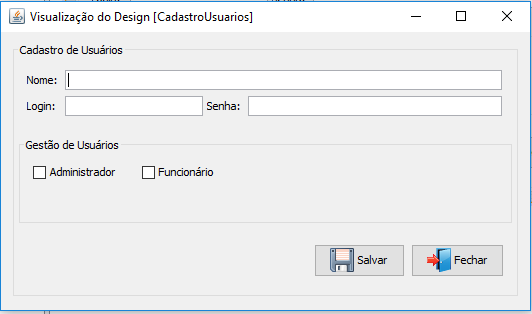 Visualização do Design [CadastroUsuarios]
Cadastro de Usuários
Nome:
Login: Senha:
Gestão de Usuários
Administrador Funcionário
Salvar Fechar